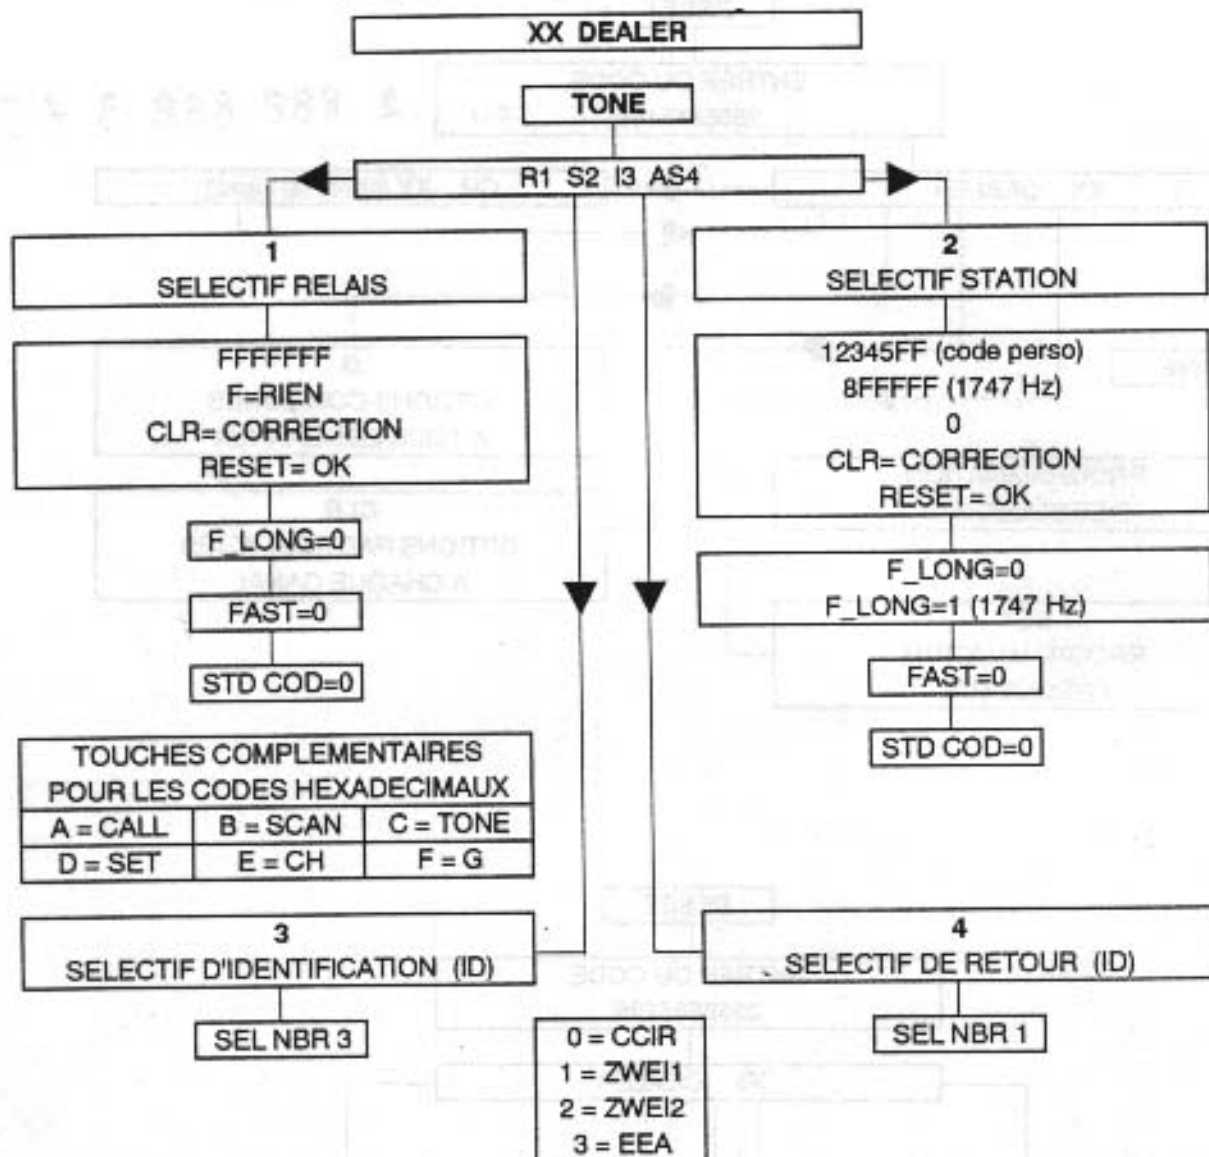 XX DEALER
TONE
R1 S2 I3 AS4
1
SELECTIF RELAIS
2
SELECTIF STATION
FFFFFFF
F=RIEN
CLR= CORRECTION
RESET= OK
12345FF (code perso)
8FFFFF (1747 Hz)
0
CLR= CORRECTION
RESET= OK
F_LONG=0
FAST=0
STD COD=0
F_LONG=0
F_LONG=1 (1747 Hz)
FAST=0
STD COD=0
TOUCHES COMPLEMENTAIRES
POUR LES CODES HEXADECIMAUX
A = CALL B = SCAN C = TONE
D = SET E = CH F = G
3
SELECTIF D'IDENTIFICATION (ID)
SEL NBR 3
4
SELECTIF DE RETOUR (ID)
SEL NBR 1
0 = CCIR
1 = ZWEI1
2 = ZWEI2
3 = EEA